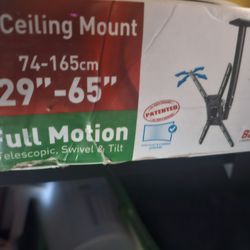 Ceiling Mount
74-165cm
29”-65”
PATENTED
Full Motion
Telescopic, Swivel & Tilt